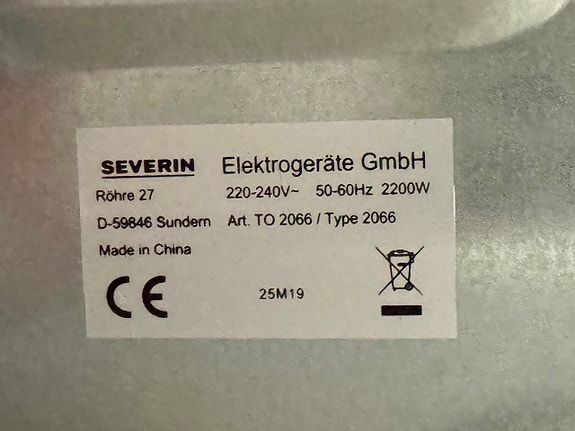 SEVERIN Elektrogeräte GmbH
Röhre 27 220-240V~ 50-60Hz 2200W
D-59846 Sundern Art. TO 2066 / Type 2066
Made in China
CE 25M19